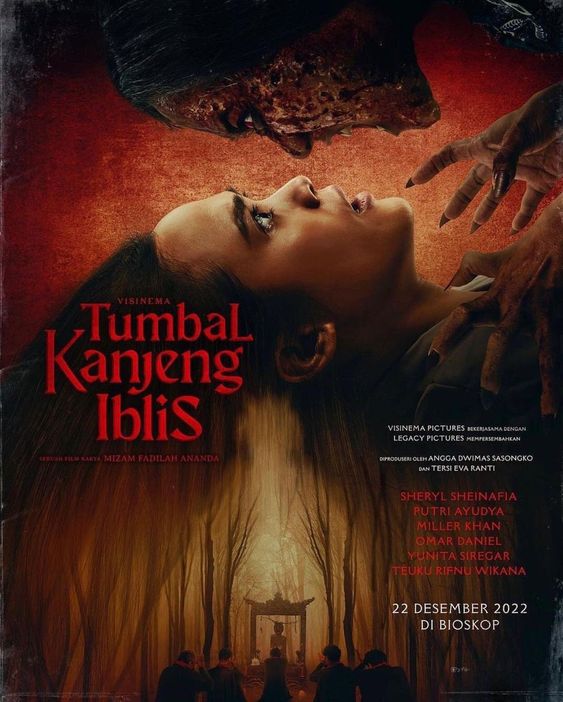 VISINEMA
TUMBAL
KANJENG
IBLIS
SEBUAH FILM KARYA MIZAM FADILAH ANANDA
VISINEMA PICTURES BEKERJASAMA DENGAN
LEGACY PICTURES MEMPERSEMBAHKAN
DIPRODUSERI OLEH ANGGA DWIMAS SASONGKO
DAN TERSI EVA RANTI
SHERYL SHEINAFIA
PUTRI AYUDYA
MILLER KHAN
OMAR DANIEL
YUNITA SIREGAR
TEUKU RIFNU WIKANA
22 DESEMBER 2022
DI BIOSKOP